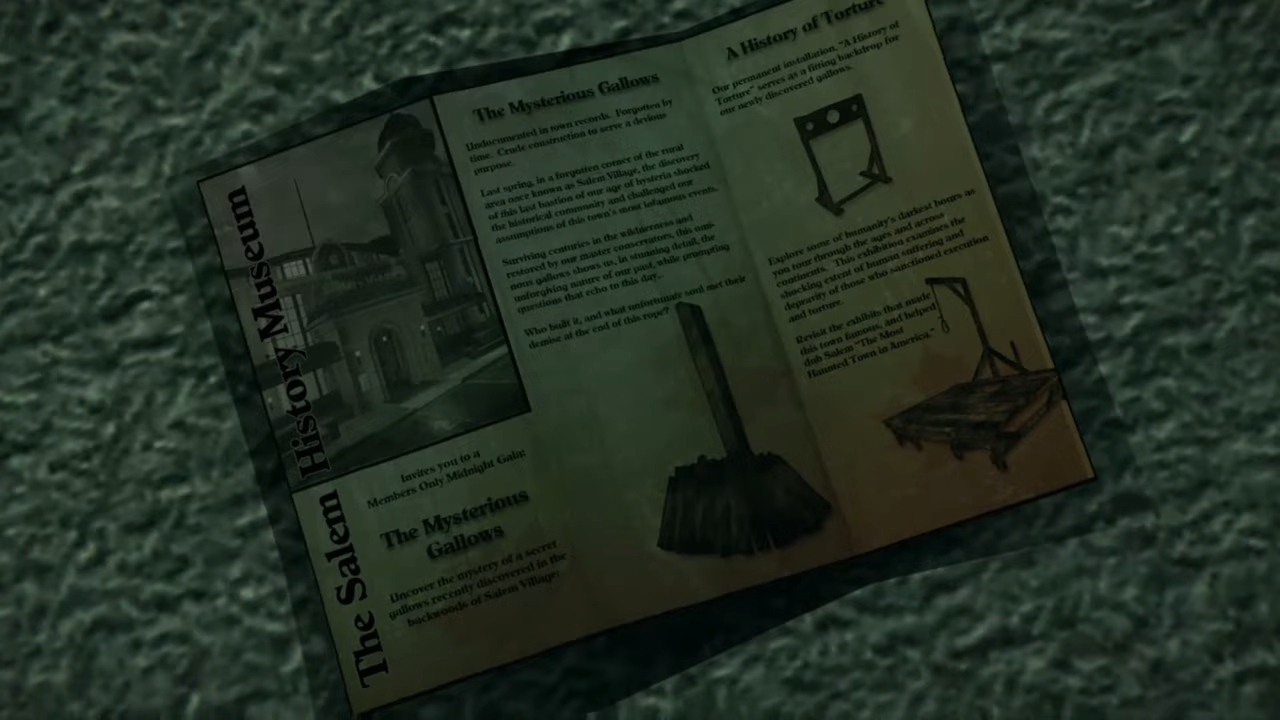 The Salem History Museum
Invites you to a
Members Only Midnight Gala:
The Mysterious
Gallows
Uncover the mystery of a secret
gallows recently discovered in the
backwoods of Salem Village:
The Mysterious Gallows
Undocumented in town records. Forgotten by
time. Crude construction to serve a devious
purpose.
Last spring, in a forgotten corner of the rural
area once known as Salem Village, the discovery
of this last bastion of our age of hysteria shocked
the historical community and challenged our
assumptions of this town's most infamous events.
Surviving centuries in the wilderness and
restored by our master conservators, this omi-
nous gallows shows us, in stunning detail, the
unforgiving nature of our past, while prompting
questions that echo to this day...
Who built it, and what unfortunate soul met their
demise at the end of this rope?
A History of Torture
Our permanent installation, "A History of
Torture" serves as a fitting backdrop for
our newly discovered gallows.
Explore some of humanity's darkest hours as
you tour through the ages and across
continents. This exhibition examines the
shocking extent of human suffering and
depravity of those who sanctioned execution
and torture.
Revisit the exhibits that made
this town famous, and helped
dub Salem "The Most
Haunted Town in America."